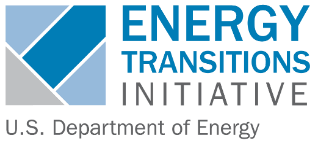 ENERGY
TRANSITIONS
INITIATIVE
U.S. Department of Energy